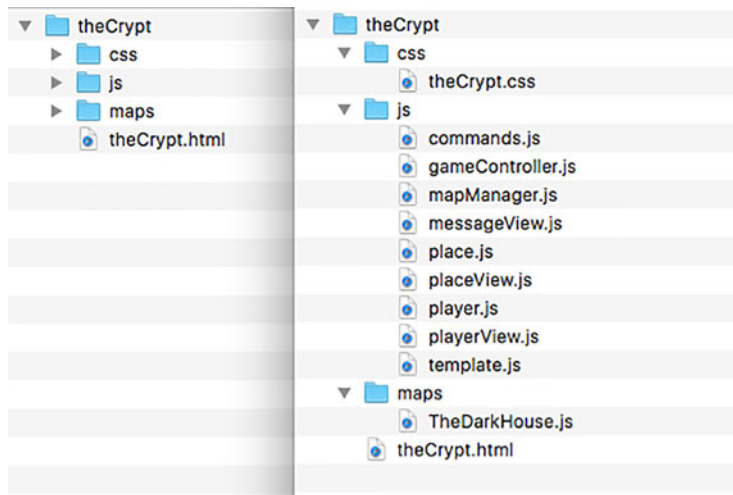 theCrypt
css
js
maps
theCrypt.html
theCrypt
css
theCrypt.css
js
commands.js
gameController.js
mapManager.js
messageView.js
place.js
placeView.js
player.js
playerView.js
template.js
maps
TheDarkHouse.js
theCrypt.html